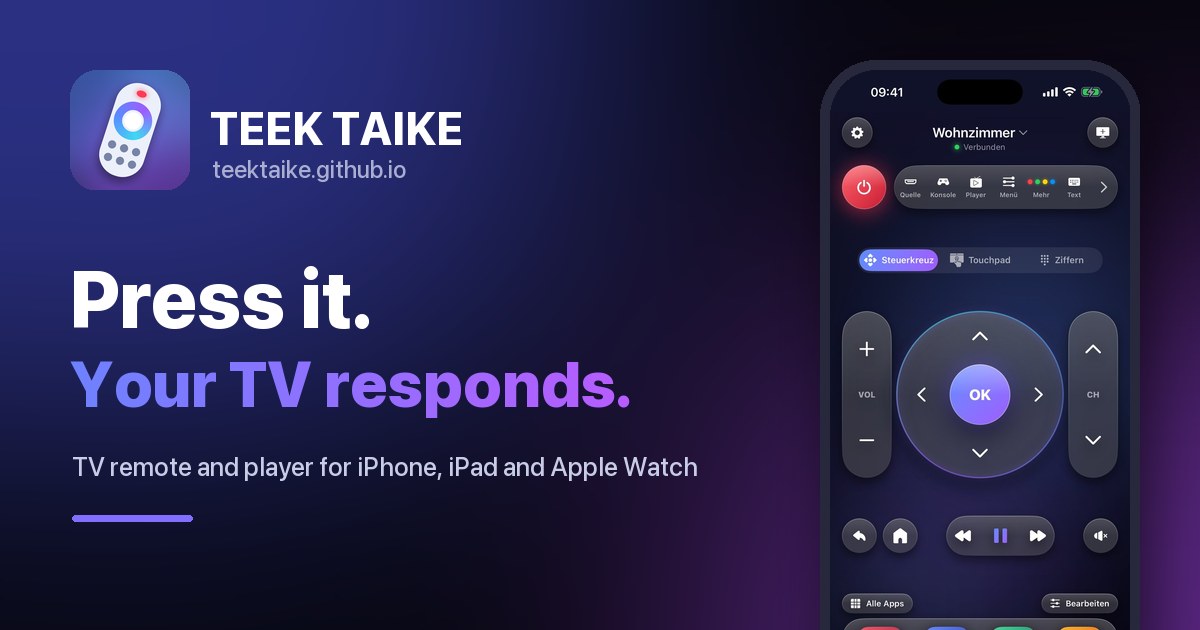 TEEK TAIKE
teektaike.github.io
Press it.
Your TV responds.
TV remote and player for iPhone, iPad and Apple Watch
09:41
Wohnzimmer
Verbunden
Quelle Konsole Player Menü Mehr Text
Steuerkreuz Touchpad Ziffern
VOL OK CH
Alle Apps Bearbeiten